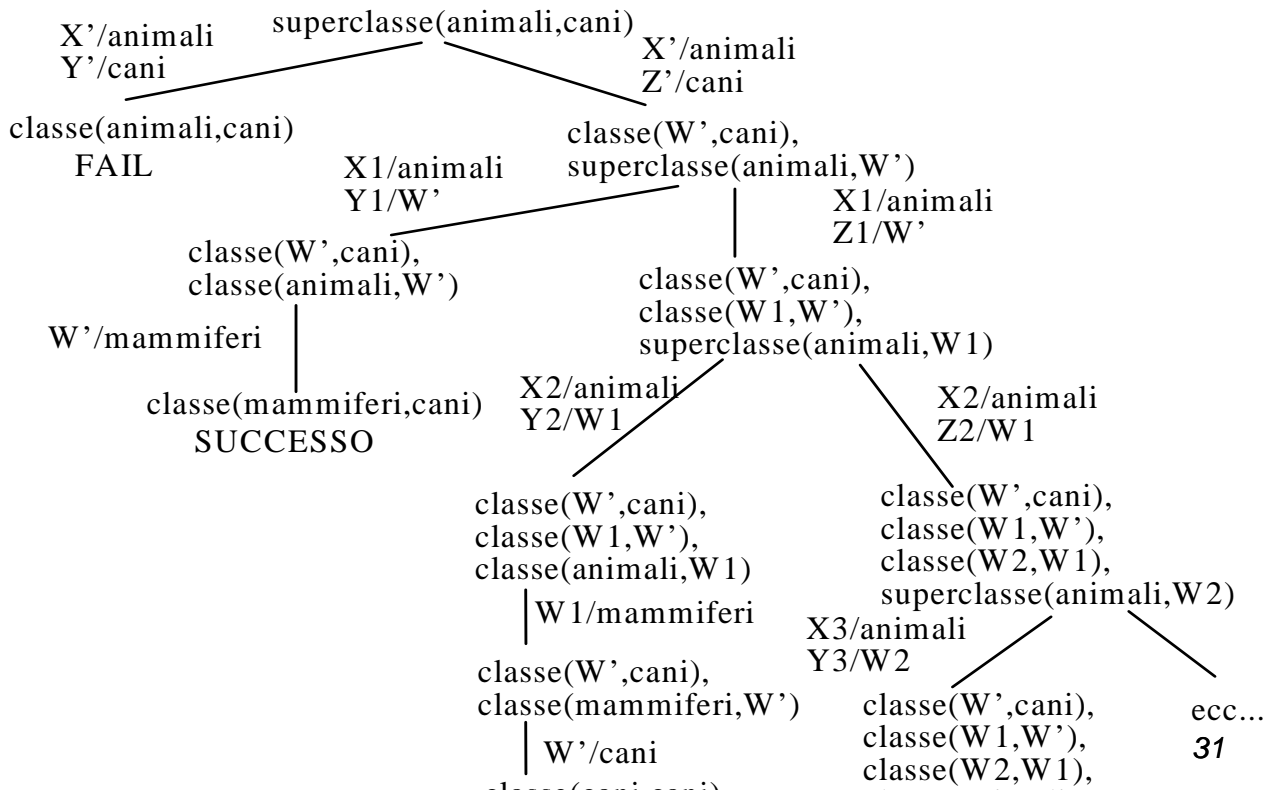 superclasse(animali,cani)
X'/animali
Y'/cani
X'/animali
Z'/cani
classe(animali,cani)
FAIL
classe(W',cani),
superclasse(animali,W')
X1/animali
Y1/W'
X1/animali
Z1/W'
classe(W',cani),
classe(animali,W')
classe(W',cani),
classe(W1,W'),
superclasse(animali,W1)
W'/mammiferi
classe(mammiferi,cani)
SUCCESSO
X2/animali
Y2/W1
X2/animali
Z2/W1
classe(W',cani),
classe(W1,W'),
classe(animali,W1)
classe(W',cani),
classe(W1,W'),
classe(W2,W1),
superclasse(animali,W2)
W1/mammiferi
X3/animali
Y3/W2
classe(W',cani),
classe(mammiferi,W')
classe(W',cani),
classe(W1,W'),
classe(W2,W1),
ecc...
31
W'/cani
classe(cani,cani)